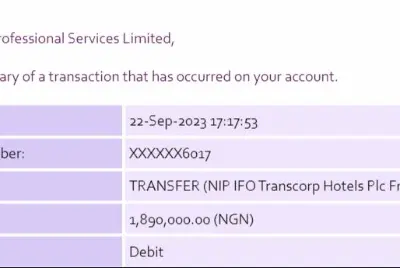 rofessional Services Limited,
ary of a transaction that has occurred on your account.
22-Sep-2023 17:17:53
ber: XXXXXX6017
TRANSFER (NIP IFO Transcorp Hotels Plc Fr
1,890,000.00 (NGN)
Debit